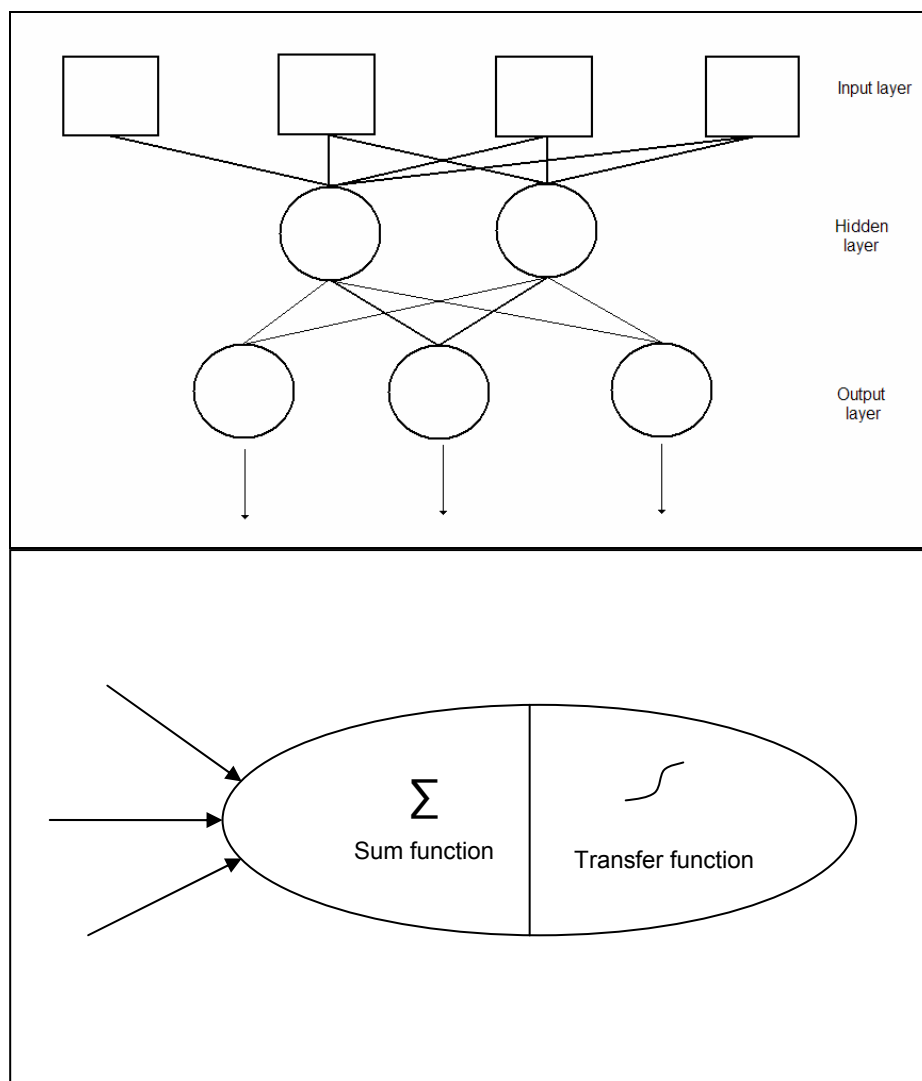 Input layer
Hidden
layer
Output
layer
∑
Sum function
Transfer function